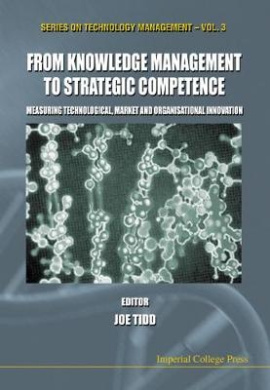 SERIES ON TECHNOLOGY MANAGEMENT – VOL. 3
FROM KNOWLEDGE MANAGEMENT
TO STRATEGIC COMPETENCE
MEASURING TECHNOLOGICAL, MARKET AND ORGANISATIONAL INNOVATION
EDITOR
JOE TIDD
Imperial College Press